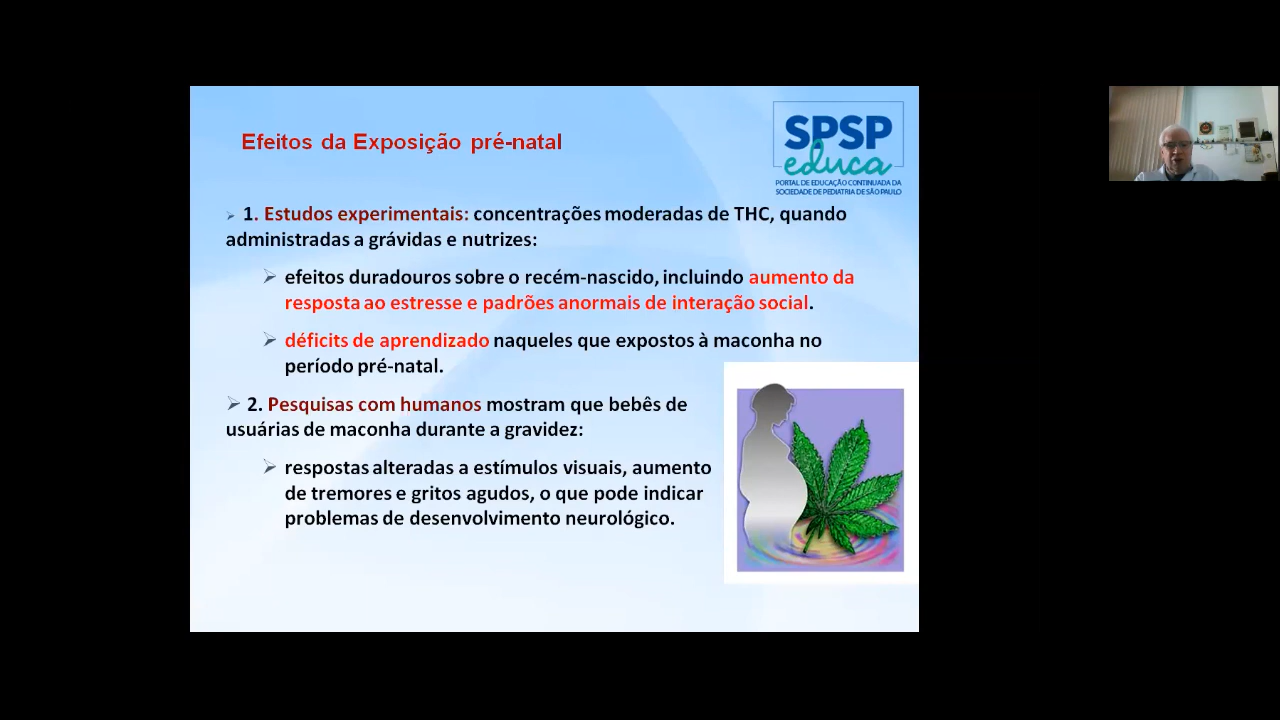 Efeitos da Exposição pré-natal
SPSP
educa
PORTAL DE EDUCAÇÃO CONTINUADA DA
SOCIEDADE DE PEDIATRIA DE SÃO PAULO
1. Estudos experimentais: concentrações moderadas de THC, quando
administradas a grávidas e nutrizes:
efeitos duradouros sobre o recém-nascido, incluindo aumento da
resposta ao estresse e padrões anormais de interação social.
déficits de aprendizado naqueles que expostos à maconha no
período pré-natal.
2. Pesquisas com humanos mostram que bebês de
usuárias de maconha durante a gravidez:
respostas alteradas a estímulos visuais, aumento
de tremores e gritos agudos, o que pode indicar
problemas de desenvolvimento neurológico.